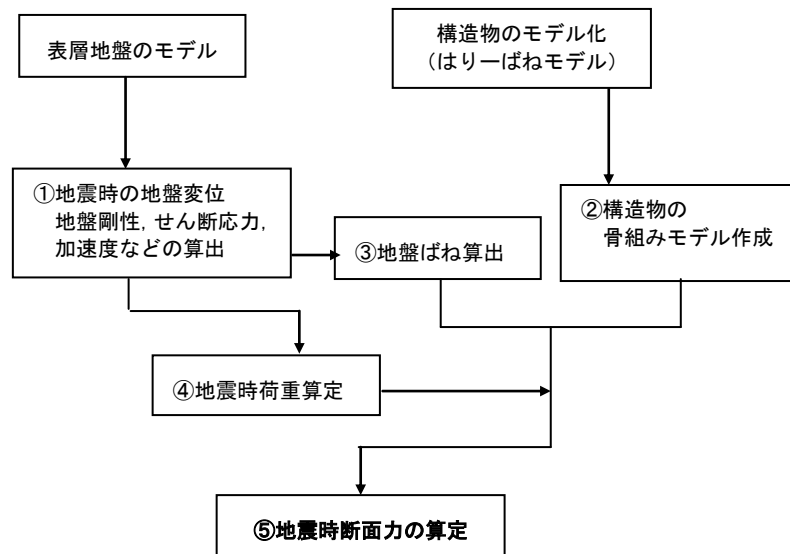 表層地盤のモデル
構造物のモデル化
（はりーばねモデル）
①地震時の地盤変位
地盤剛性，せん断応力，
加速度などの算出
②構造物の
骨組みモデル作成
③地盤ばね算出
④地震時荷重算定
⑤地震時断面力の算定